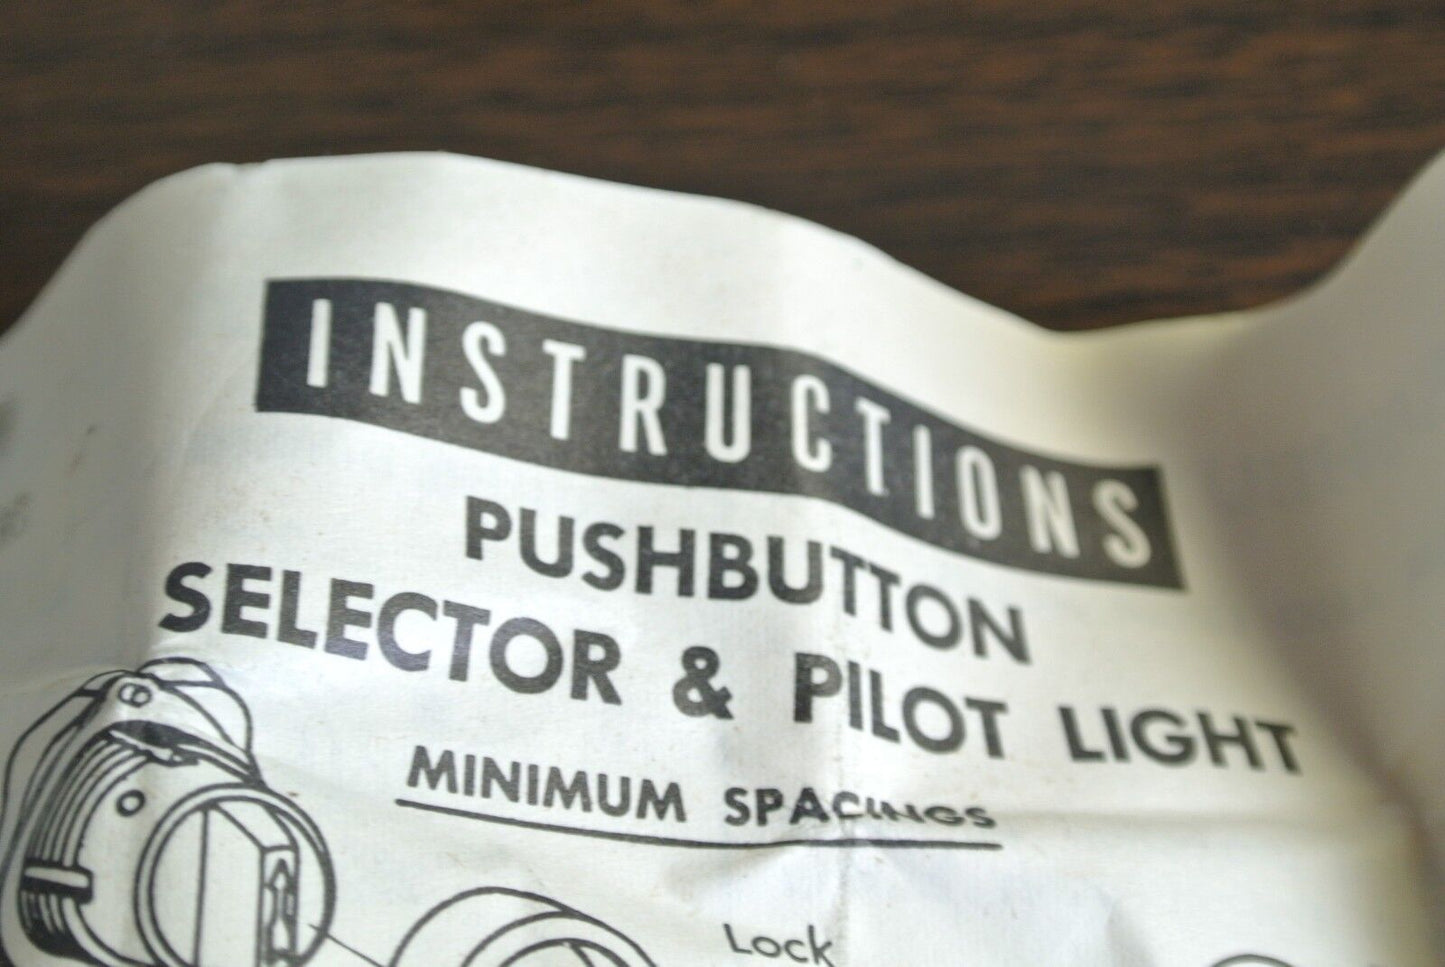 INSTRUCTIONS
PUSHBUTTON
SELECTOR & PILOT LIGHT
MINIMUM SPACINGS
Lock